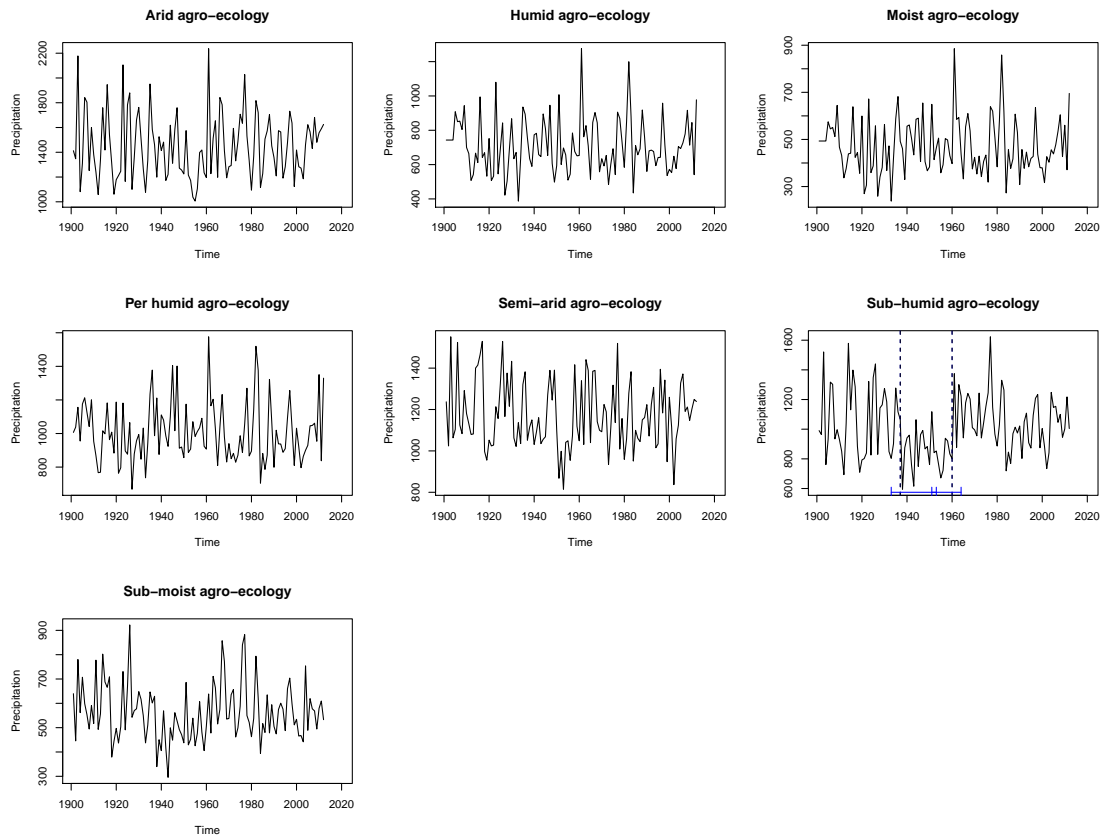 Arid agro−ecology
Precipitation
1000 1400 1800 2200
1900 1920 1940 1960 1980 2000 2020
Time
Humid agro−ecology
Precipitation
400 600 800 1000
1900 1920 1940 1960 1980 2000 2020
Time
Moist agro−ecology
Precipitation
300 500 700 900
1900 1920 1940 1960 1980 2000 2020
Time
Per humid agro−ecology
Precipitation
800 1000 1400
1900 1920 1940 1960 1980 2000 2020
Time
Semi−arid agro−ecology
Precipitation
800 1000 1200 1400
1900 1920 1940 1960 1980 2000 2020
Time
Sub−humid agro−ecology
Precipitation
600 800 1200 1600
1900 1920 1940 1960 1980 2000 2020
Time
Sub−moist agro−ecology
Precipitation
300 500 700 900
1900 1920 1940 1960 1980 2000 2020
Time